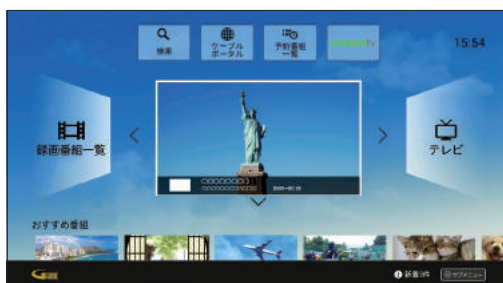 検索
ケーブル
ポータル
予約番組
一覧
15:54
録画番組一覧
テレビ
おすすめ番組
新着9件
サブメニュー